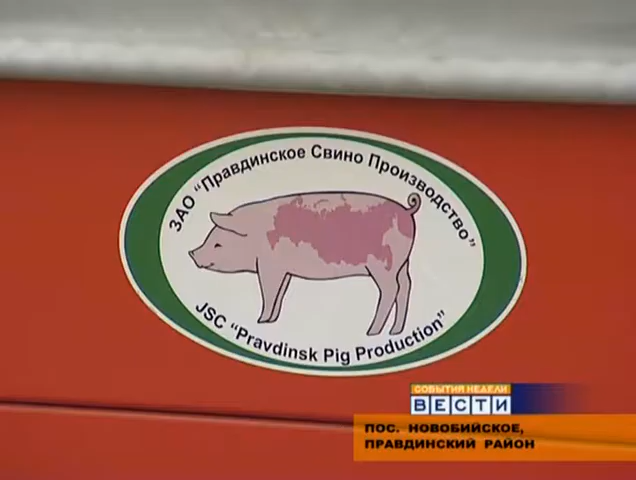 ЗАО "Правдинское Свино Производство"
JSC "Pravdinsk Pig Production"
СОБЫТИЯ НЕДЕЛИ
ВЕСТИ
ПОС. НОВОБИЙСКОЕ,
ПРАВДИНСКИЙ РАЙОН